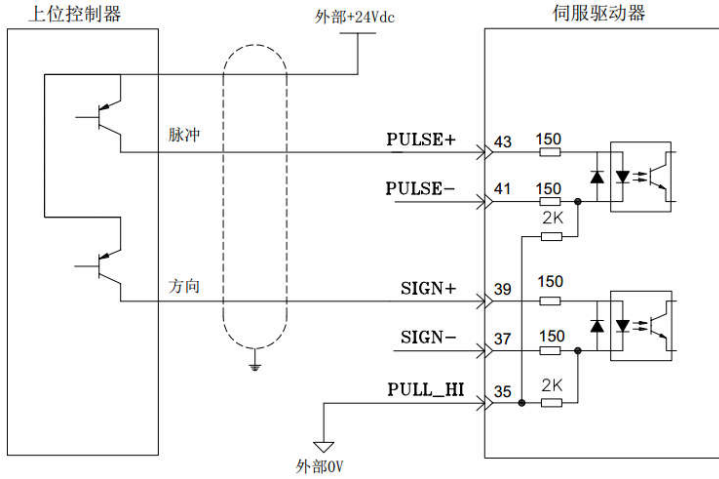 上位控制器
外部+24Vdc
伺服驱动器
脉冲
PULSE+
43
150
PULSE-
41
150
2K
方向
SIGN+
39
150
SIGN-
37
150
PULL_HI
35
2K
外部0V